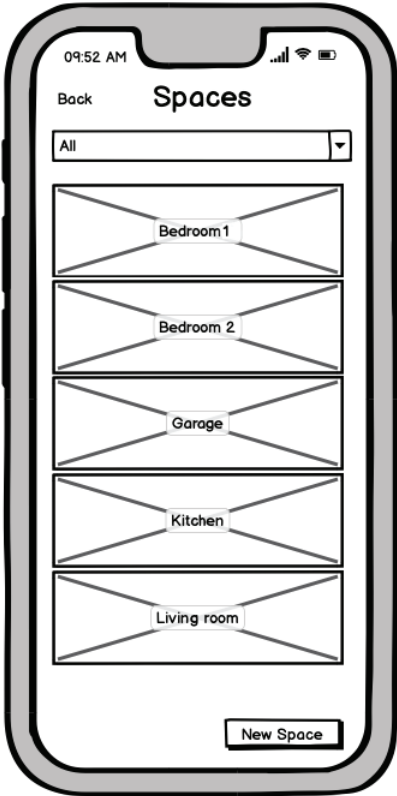 09:52 AM
Back
Spaces
All
Bedroom1
Bedroom 2
Garage
Kitchen
Living room
New Space